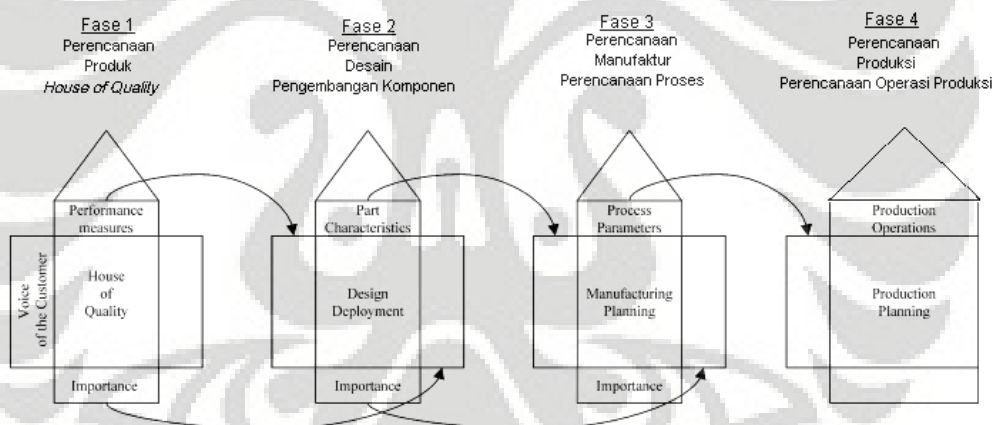 Fase 1
Perencanaan
Produk
House of Quality
Fase 2
Perencanaan
Desain
Pengembangan Komponen
Fase 3
Perencanaan
Manufaktur
Perencanaan Proses
Fase 4
Perencanaan
Produksi
Perencanaan Operasi Produksi
Performance
measures
Voice
of the Customer
House
of
Quality
Importance
Part
Characteristics
Design
Deployment
Importance
Process
Parameters
Manufacturing
Planning
Importance
Production
Operations
Production
Planning